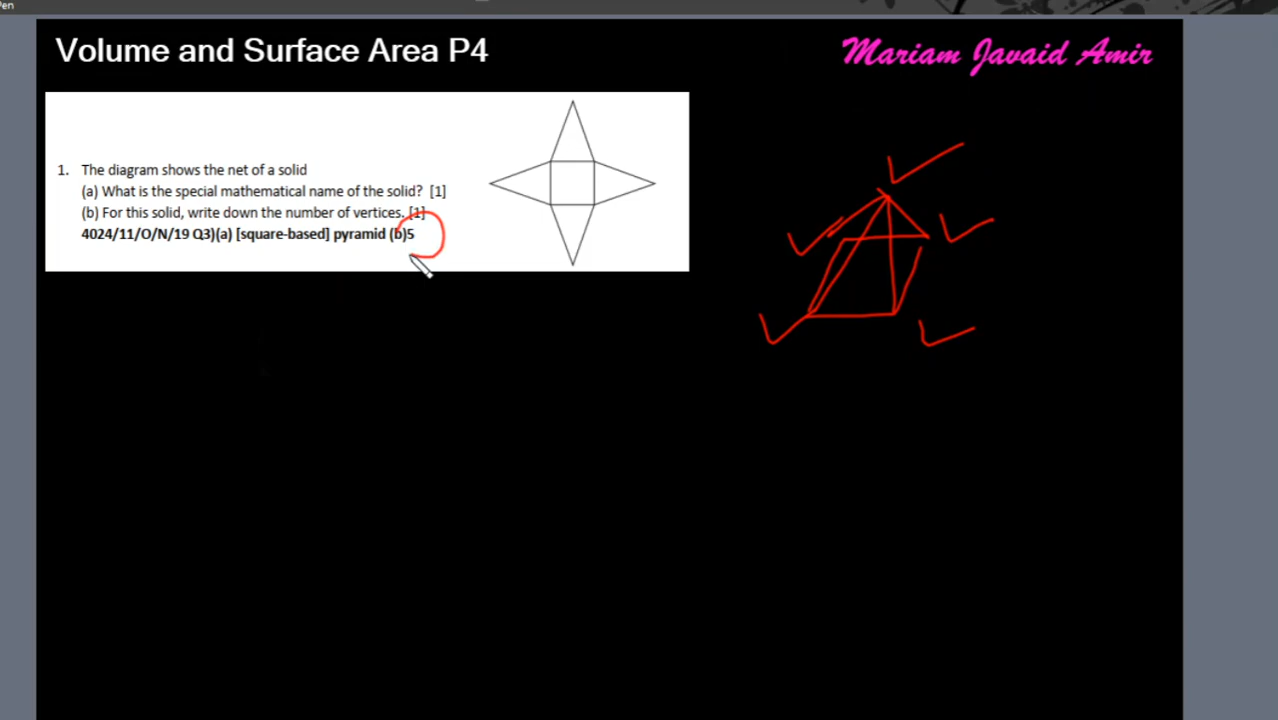 Pen
Volume and Surface Area P4
Mariam Javaid Amir
1. The diagram shows the net of a solid
(a) What is the special mathematical name of the solid? [1]
(b) For this solid, write down the number of vertices. [1]
4024/11/O/N/19 Q3)(a) [square-based] pyramid (b)5